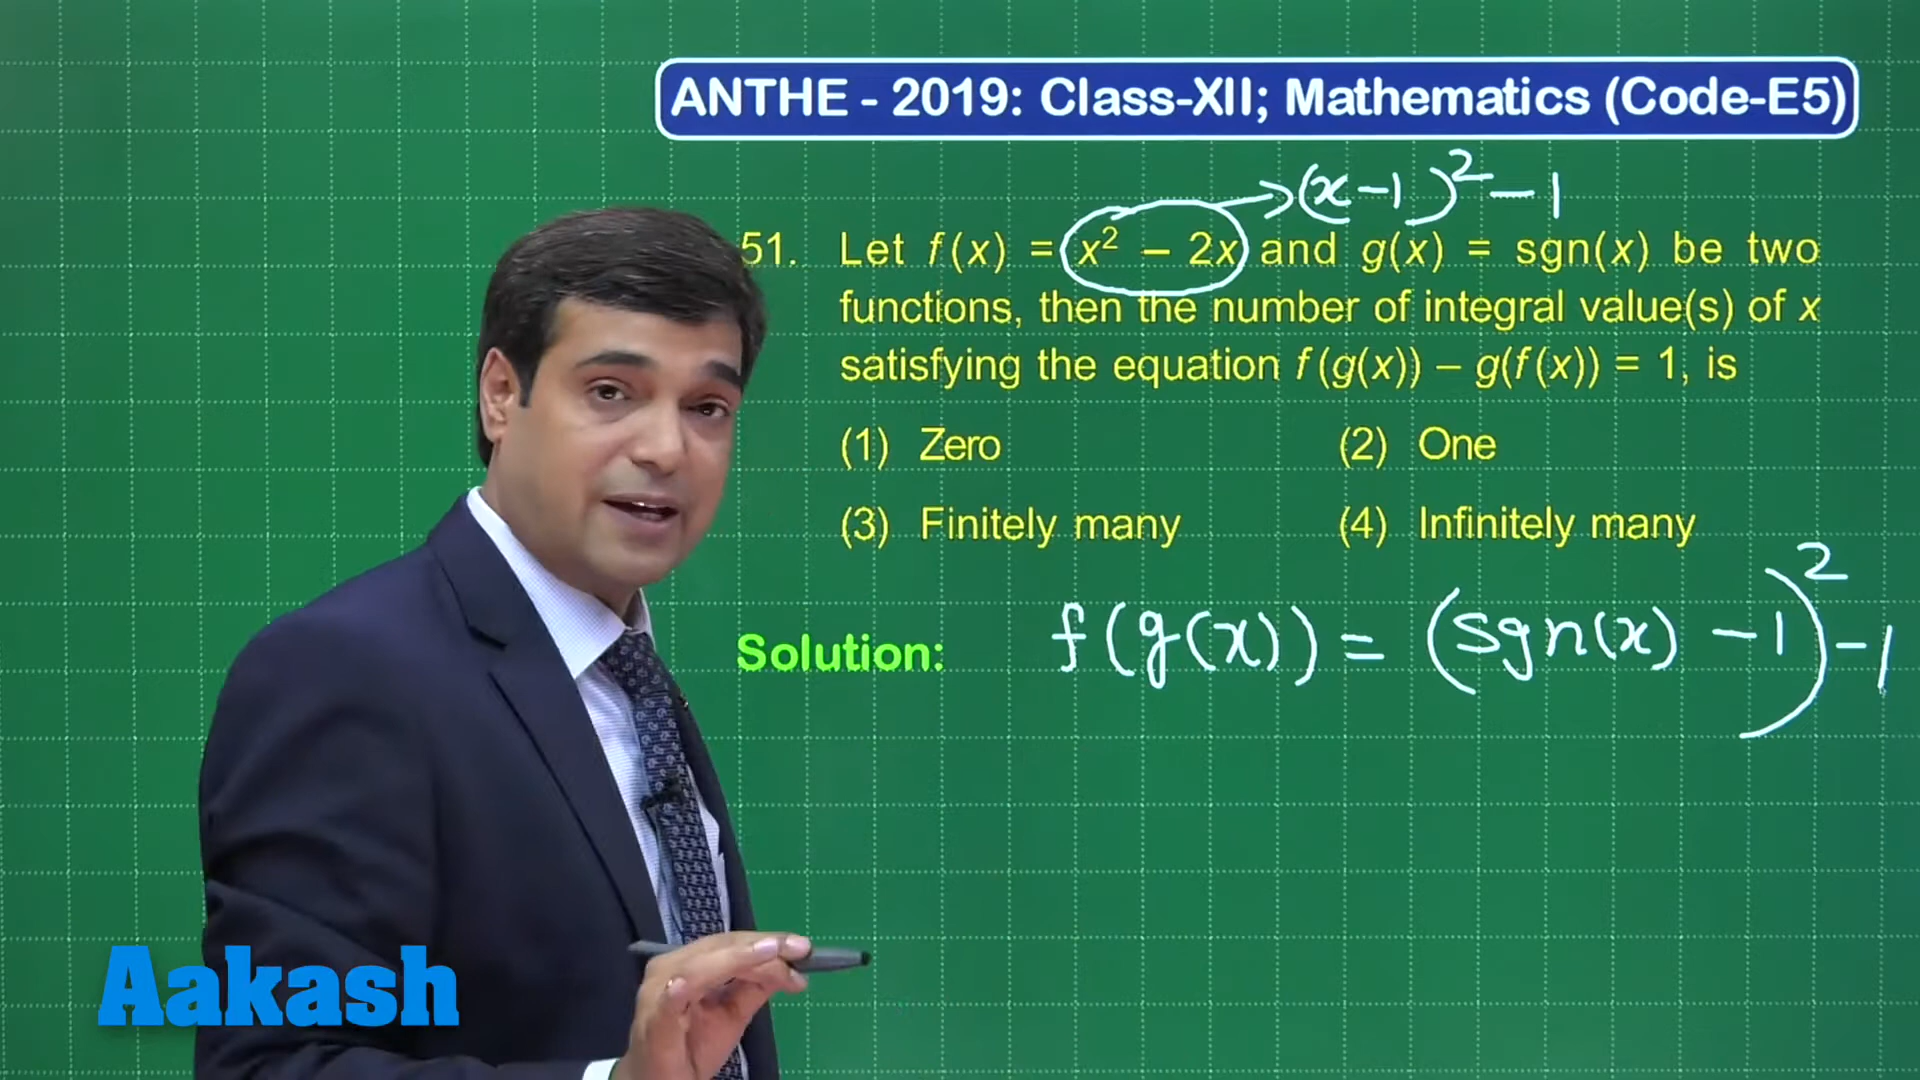 ANTHE - 2019: Class-XII; Mathematics (Code-E5)
(x-1)² -1
51. Let f(x) = x² – 2x and g(x) = sgn(x) be two
functions, then the number of integral value(s) of x
satisfying the equation f(g(x)) – g(f(x)) = 1, is
(1) Zero (2) One
(3) Finitely many (4) Infinitely many
Solution: f(g(x)) = (sgn(x) -1)² -1
Aakash